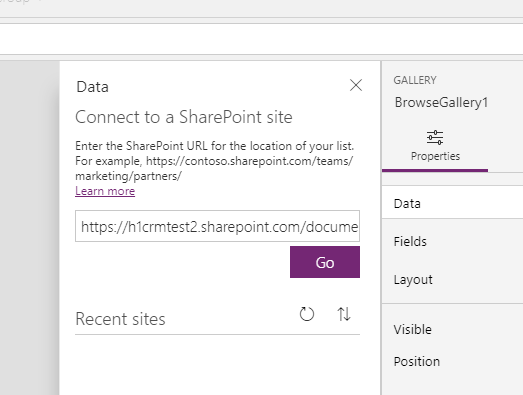 Data
Connect to a SharePoint site
Enter the SharePoint URL for the location of your list.
For example, https://contoso.sharepoint.com/teams/
marketing/partners/
Learn more
https://h1crmtest2.sharepoint.com/docume
Go
Recent sites
GALLERY
BrowseGallery1
Properties
Data
Fields
Layout
Visible
Position